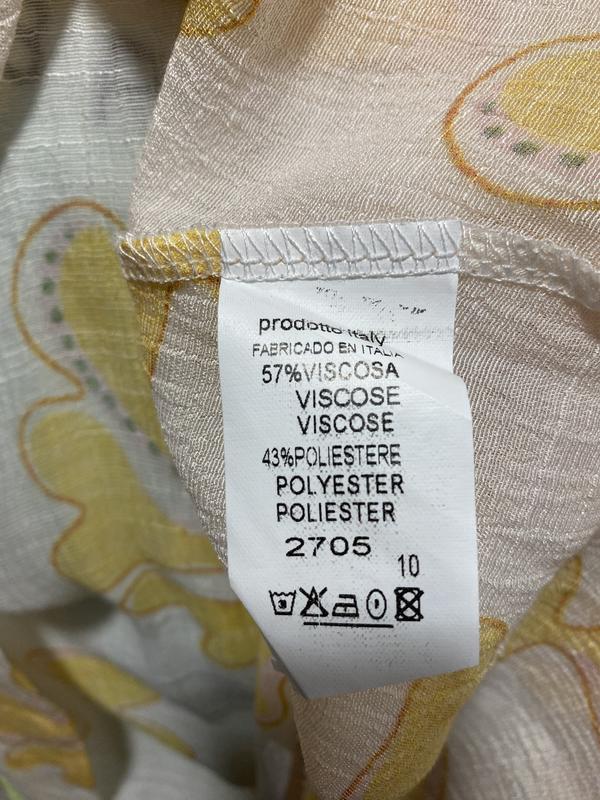 prodotto italy
FABRICADO EN ITALIA
57%VISCOSA
VISCOSE
VISCOSE
43%POLIESTERE
POLYESTER
POLIESTER
2705
10